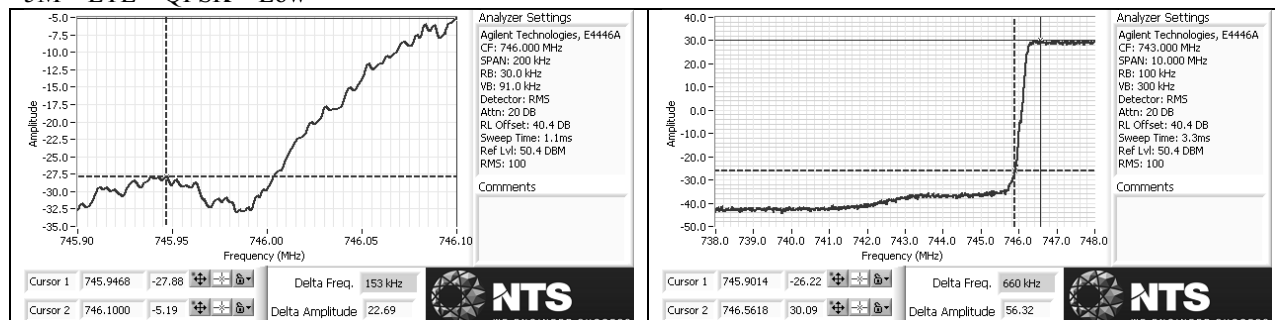 -5.0
-7.5
-10.0
-12.5
-15.0
-17.5
-20.0
-22.5
-25.0
-27.5
-30.0
-32.5
-35.0
Amplitude
745.90 745.95 746.00 746.05 746.10
Frequency (MHz)
Analyzer Settings
Agilent Technologies, E4446A
CF: 746.000 MHz
SPAN: 200 kHz
RB: 30.0 kHz
VB: 91.0 kHz
Detector: RMS
Attn: 20 DB
RL Offset: 40.4 DB
Sweep Time: 1.1ms
Ref Lvl: 50.4 DBM
RMS: 100
Comments
Cursor 1 745.9468 -27.88
Cursor 2 746.1000 -5.19
Delta Freq. 153 kHz
Delta Amplitude 22.69
NTS
40.0
30.0
20.0
10.0
0.0
-10.0
-20.0
-30.0
-40.0
-50.0
Amplitude
738.0 739.0 740.0 741.0 742.0 743.0 744.0 745.0 746.0 747.0 748.0
Frequency (MHz)
Analyzer Settings
Agilent Technologies, E4446A
CF: 743.000 MHz
SPAN: 10.000 MHz
RB: 100 kHz
VB: 300 kHz
Detector: RMS
Attn: 20 DB
RL Offset: 40.4 DB
Sweep Time: 3.3ms
Ref Lvl: 50.4 DBM
RMS: 100
Comments
Cursor 1 745.9014 -26.22
Cursor 2 746.5618 30.09
Delta Freq. 660 kHz
Delta Amplitude 56.32
NTS